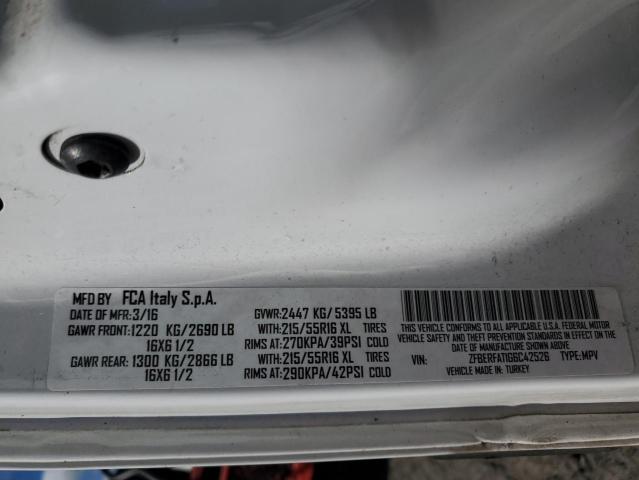 MFD BY FCA Italy S.p.A.
DATE OF MFR: 3/16 GVWR: 2447 KG/ 5395 LB
GAWR FRONT: 1220 KG/ 2690 LB WITH: 215/55R16 XL TIRES
16X6 1/2 RIMS AT: 270KPA/39PSI COLD
GAWR REAR: 1300 KG/ 2866 LB WITH: 215/55R16 XL TIRES
16X6 1/2 RIMS AT: 290KPA/42PSI COLD
THIS VEHICLE CONFORMS TO ALL APPLICABLE U.S.A. FEDERAL MOTOR
VEHICLE SAFETY AND THEFT PREVENTION STANDARDS IN EFFECT ON THE
DATE OF MANUFACTURE SHOWN ABOVE
VIN: ZFBERFAT6G6C42526 TYPE: MPV
MADE IN: TURKEY